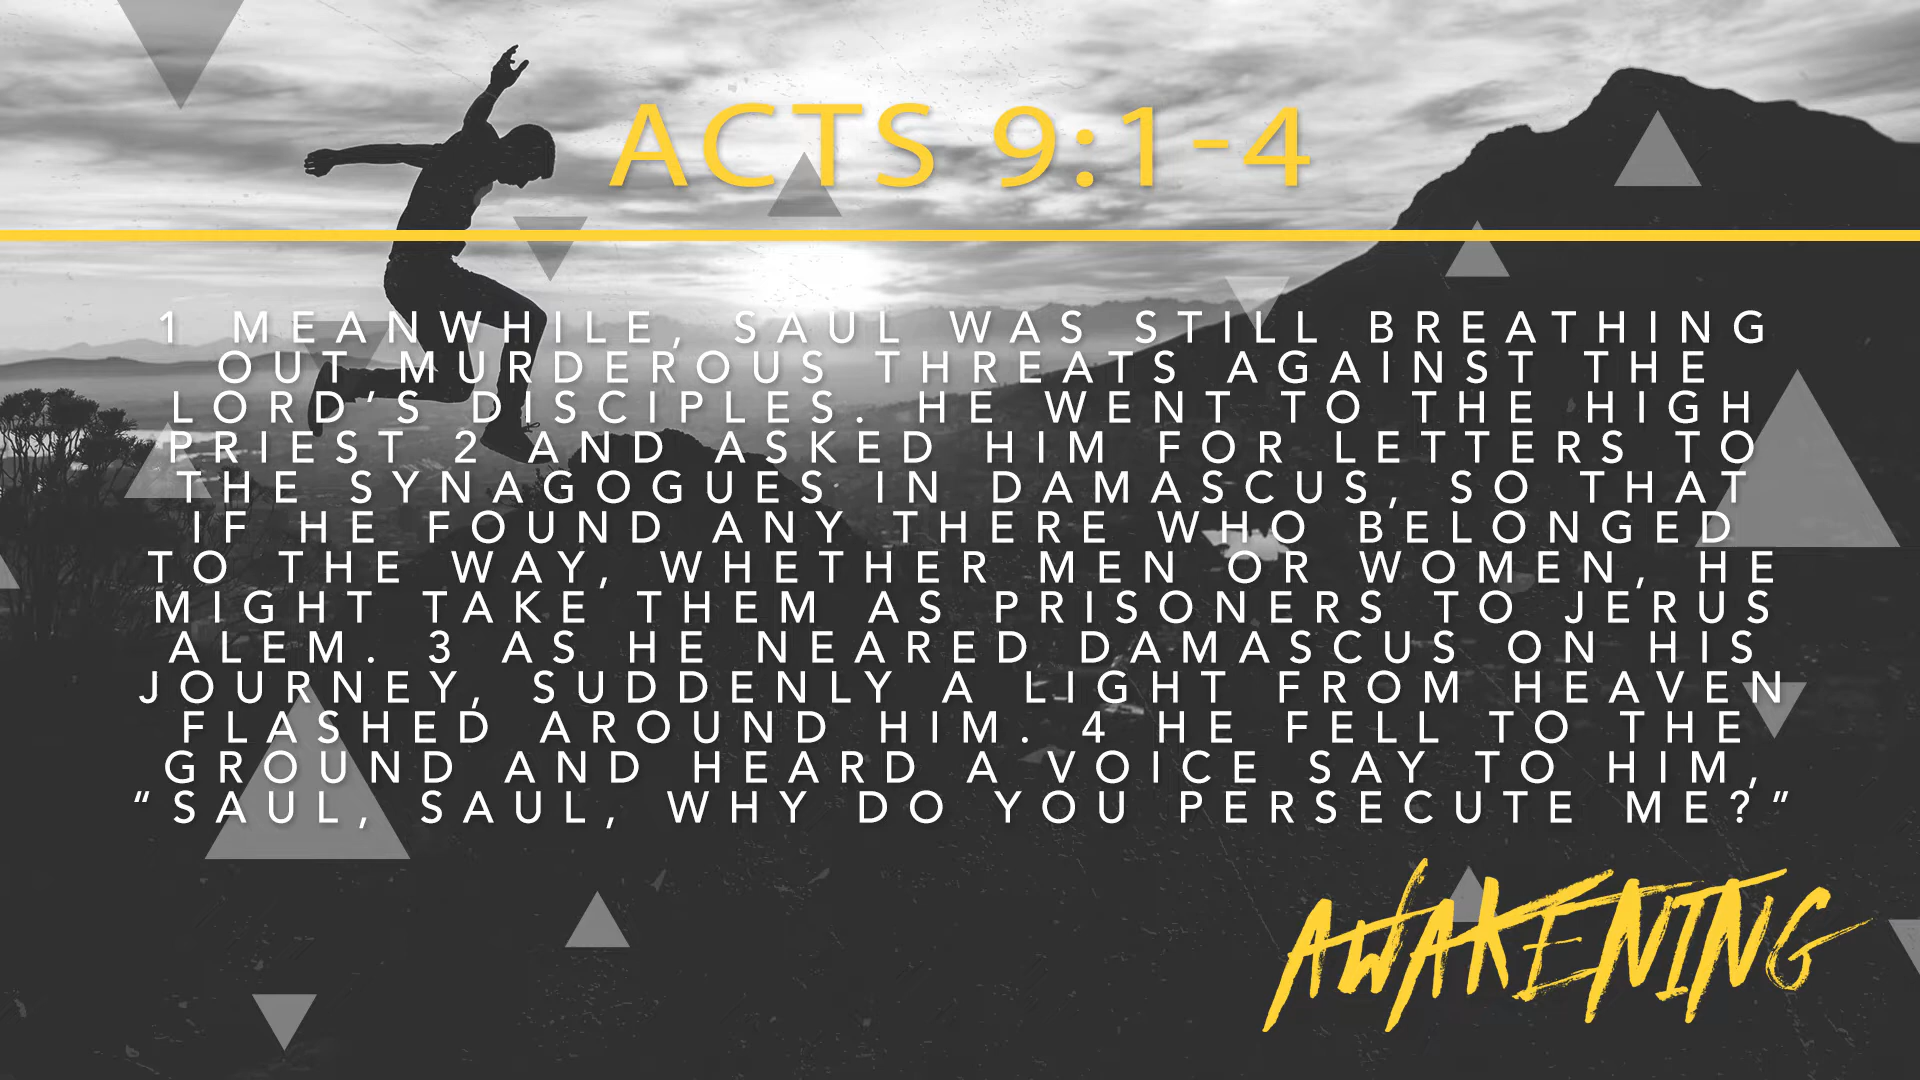 ACTS 9:1-4
1 MEANWHILE, SAUL WAS STILL BREATHING
OUT MURDEROUS THREATS AGAINST THE
LORD’S DISCIPLES. HE WENT TO THE HIGH
PRIEST 2 AND ASKED HIM FOR LETTERS TO
THE SYNAGOGUES IN DAMASCUS, SO THAT
IF HE FOUND ANY THERE WHO BELONGED
TO THE WAY, WHETHER MEN OR WOMEN, HE
MIGHT TAKE THEM AS PRISONERS TO JERUS
ALEM. 3 AS HE NEARED DAMASCUS ON HIS
JOURNEY, SUDDENLY A LIGHT FROM HEAVEN
FLASHED AROUND HIM. 4 HE FELL TO THE
GROUND AND HEARD A VOICE SAY TO HIM,
“SAUL, SAUL, WHY DO YOU PERSECUTE ME?”
AWAKENING